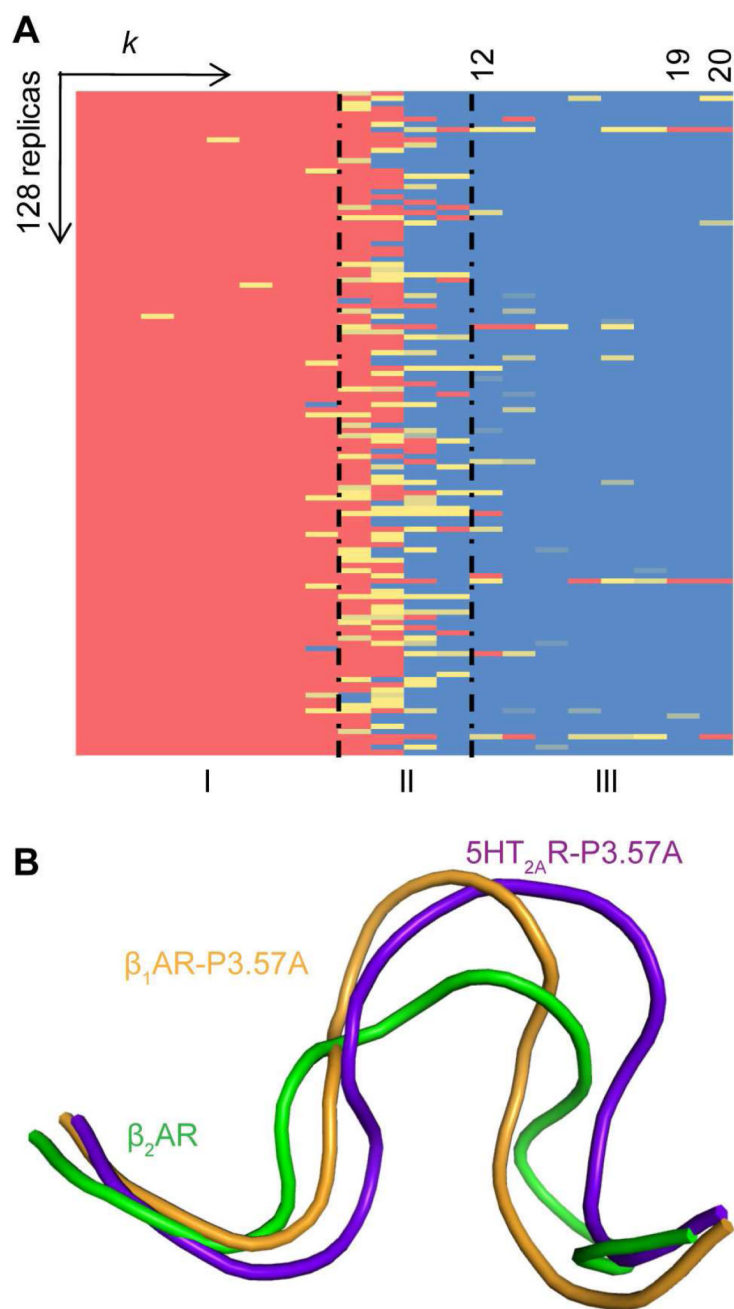 A
k
12
19
20
128 replicas
I
II
III
B
5HT2AR-P3.57A
β1AR-P3.57A
β2AR